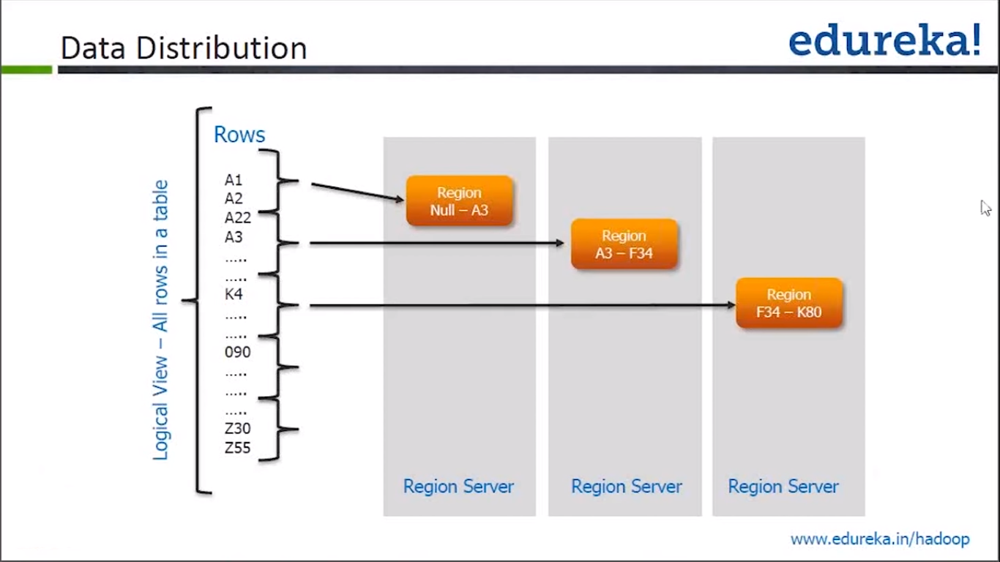 Data Distribution
edureka!
Logical View – All rows in a table
Rows
A1
A2
A22
A3
.....
.....
K4
.....
.....
090
.....
.....
.....
Z30
Z55
Region
Null – A3
Region
A3 – F34
Region
F34 – K80
Region Server
Region Server
Region Server
www.edureka.in/hadoop